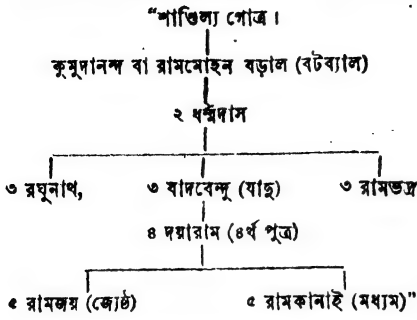 “শাণ্ডিল্য গোত্র।
কুমুদানন্দ বা রামমোহন বড়াল (বটব্যাল)
২ ধর্ম্মদাস
৩ রঘুনাথ, ৩ যাদবেন্দু (যাদু) ৩ রামভদ্র
৪ দয়ারাম (৪র্থ পুত্র)
৫ রামজয় (জ্যেষ্ঠ) ৫ রামকানাই (মধ্যম)”